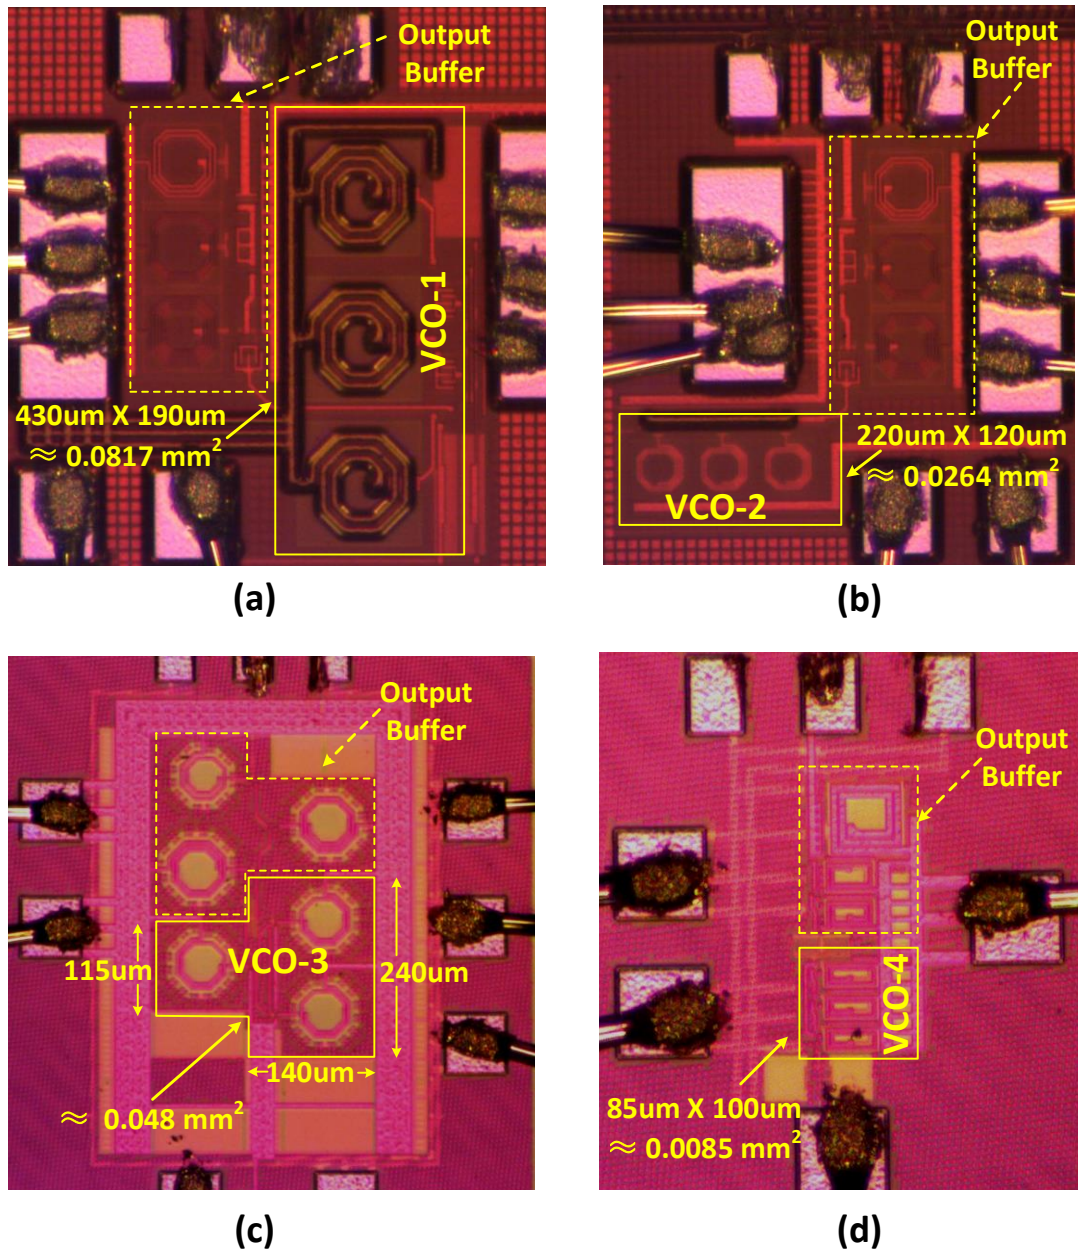 Output
Buffer
VCO-1
430um X 190um
≈ 0.0817 mm²
(a)
Output
Buffer
220um X 120um
≈ 0.0264 mm²
VCO-2
(b)
Output
Buffer
VCO-3
115um
240um
140um
≈ 0.048 mm²
(c)
Output
Buffer
VCO-4
85um X 100um
≈ 0.0085 mm²
(d)